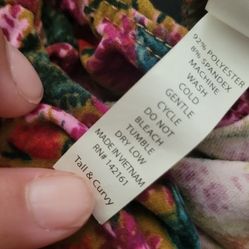 92% POLYESTER
8% SPANDEX
MACHINE
WASH
COLD
GENTLE
CYCLE
DO NOT
BLEACH
TUMBLE
DRY LOW
MADE IN VIETNAM
RN# 142161
Tall & Curvy